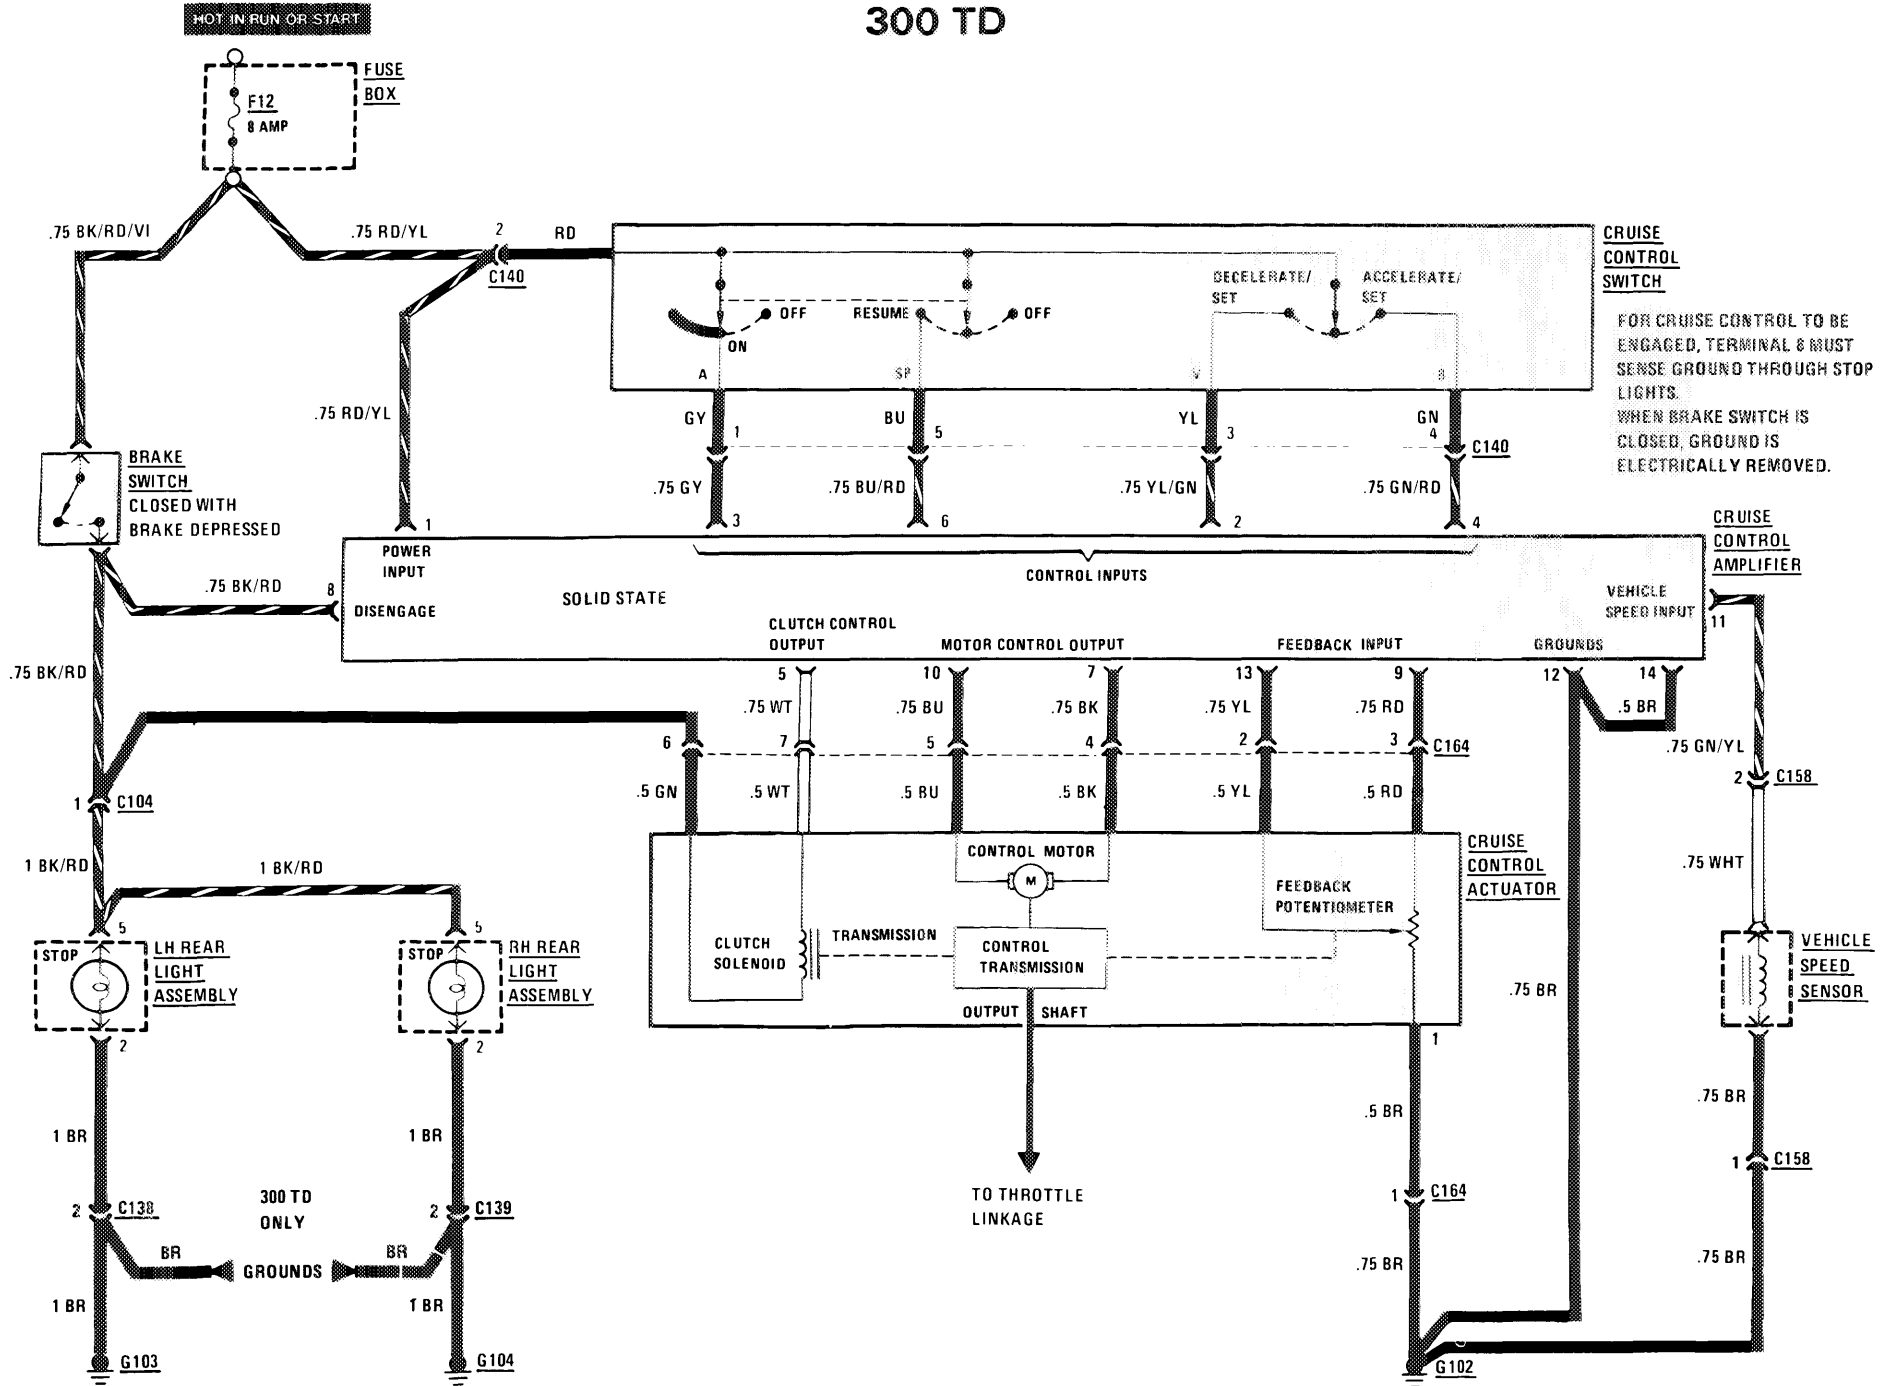 300 TD
HOT IN RUN OR START
FUSE
BOX
F12
8 AMP
.75 BK/RD/VI
.75 RD/YL
2
RD
C140
CRUISE
CONTROL
SWITCH
DECELERATE/
SET
ACCELERATE/
SET
OFF
RESUME
OFF
ON
A
SP
V
B
FOR CRUISE CONTROL TO BE
ENGAGED, TERMINAL 8 MUST
SENSE GROUND THROUGH STOP
LIGHTS.
WHEN BRAKE SWITCH IS
CLOSED, GROUND IS
ELECTRICALLY REMOVED.
.75 RD/YL
GY
1
BU
5
YL
3
GN
4
C140
BRAKE
SWITCH
CLOSED WITH
BRAKE DEPRESSED
.75 GY
.75 BU/RD
.75 YL/GN
.75 GN/RD
1
3
6
2
4
CRUISE
CONTROL
AMPLIFIER
POWER
INPUT
CONTROL INPUTS
.75 BK/RD
8
DISENGAGE
SOLID STATE
VEHICLE
SPEED INPUT
11
CLUTCH CONTROL
OUTPUT
MOTOR CONTROL OUTPUT
FEEDBACK INPUT
GROUNDS
.75 BK/RD
5
10
7
13
9
12
14
.75 WT
.75 BU
.75 BK
.75 YL
.75 RD
.5 BR
6
7
5
4
2
3
C164
.75 GN/YL
2
C158
.5 GN
.5 WT
.5 BU
.5 BK
.5 YL
.5 RD
1
C104
CRUISE
CONTROL
ACTUATOR
CONTROL MOTOR
M
FEEDBACK
POTENTIOMETER
.75 WHT
1 BK/RD
1 BK/RD
5
5
STOP
LH REAR
LIGHT
ASSEMBLY
STOP
RH REAR
LIGHT
ASSEMBLY
CLUTCH
SOLENOID
TRANSMISSION
CONTROL
TRANSMISSION
OUTPUT SHAFT
.75 BR
VEHICLE
SPEED
SENSOR
2
2
1
1 BR
1 BR
.5 BR
.75 BR
2
C138
300 TD
ONLY
2
C139
TO THROTTLE
LINKAGE
1
C164
1
C158
BR
GROUNDS
BR
.75 BR
.75 BR
1 BR
1 BR
G103
G104
G102